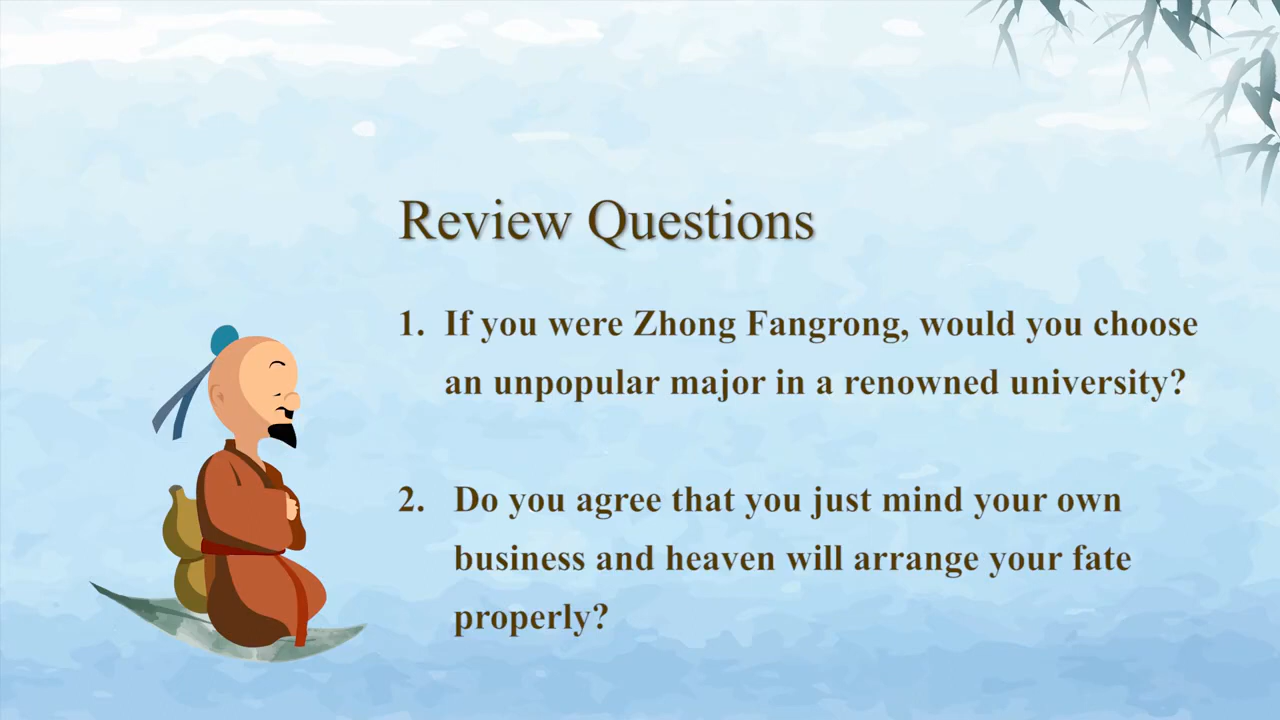 Review Questions
1. If you were Zhong Fangrong, would you choose
an unpopular major in a renowned university?
2. Do you agree that you just mind your own
business and heaven will arrange your fate
properly?